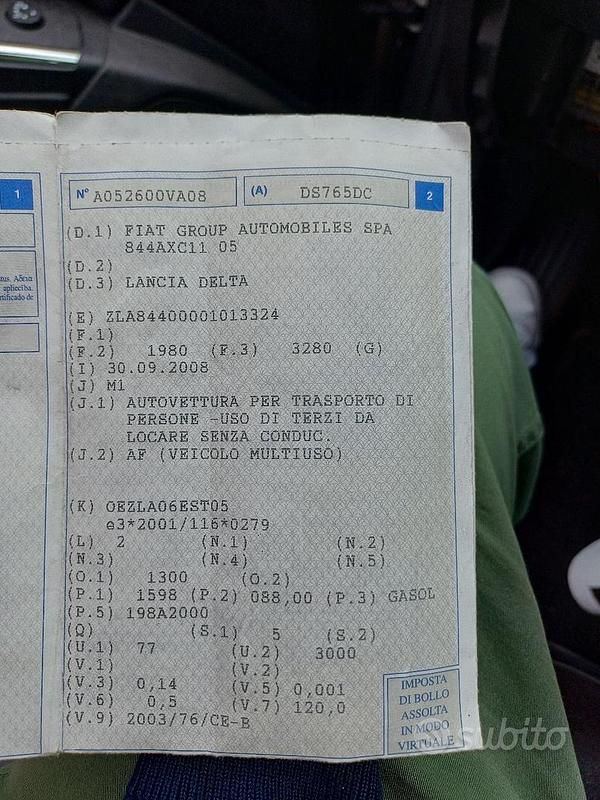 1
tus. Αδεια
apliecība.
rtificado de
N° A052600VA08 (A) DS765DC 2
(D.1) FIAT GROUP AUTOMOBILES SPA
844AXC11 05
(D.2)
(D.3) LANCIA DELTA
(E) ZLA84400001013324
(F.1)
(F.2) 1980 (F.3) 3280 (G)
(I) 30.09.2008
(J) M1
(J.1) AUTOVETTURA PER TRASPORTO DI
PERSONE -USO DI TERZI DA
LOCARE SENZA CONDUC.
(J.2) AF (VEICOLO MULTIUSO)
(K) OEZLA06EST05
e3*2001/116*0279
(L) 2 (N.1) (N.2)
(N.3) (N.4) (N.5)
(O.1) 1300 (O.2)
(P.1) 1598 (P.2) 088,00 (P.3) GASOL
(P.5) 198A2000
(Q) (S.1) 5 (S.2)
(U.1) 77 (U.2) 3000
(V.1) (V.2)
(V.3) 0,14 (V.5) 0,001
(V.6) 0,5 (V.7) 120,0
(V.9) 2003/76/CE-B
IMPOSTA
DI BOLLO
ASSOLTA
IN MODO
VIRTUALE
subito